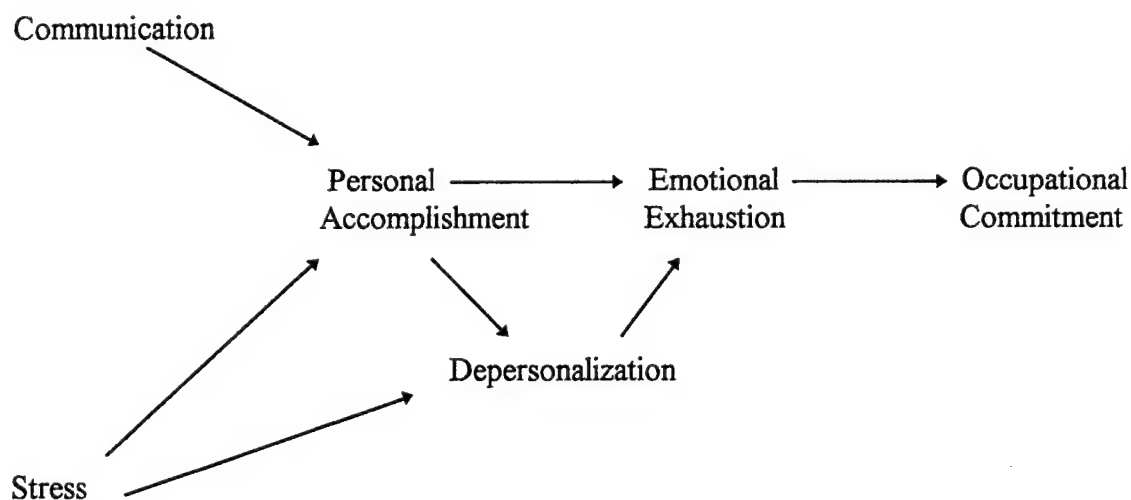 Communication
Personal
Accomplishment
Emotional
Exhaustion
Occupational
Commitment
Depersonalization
Stress